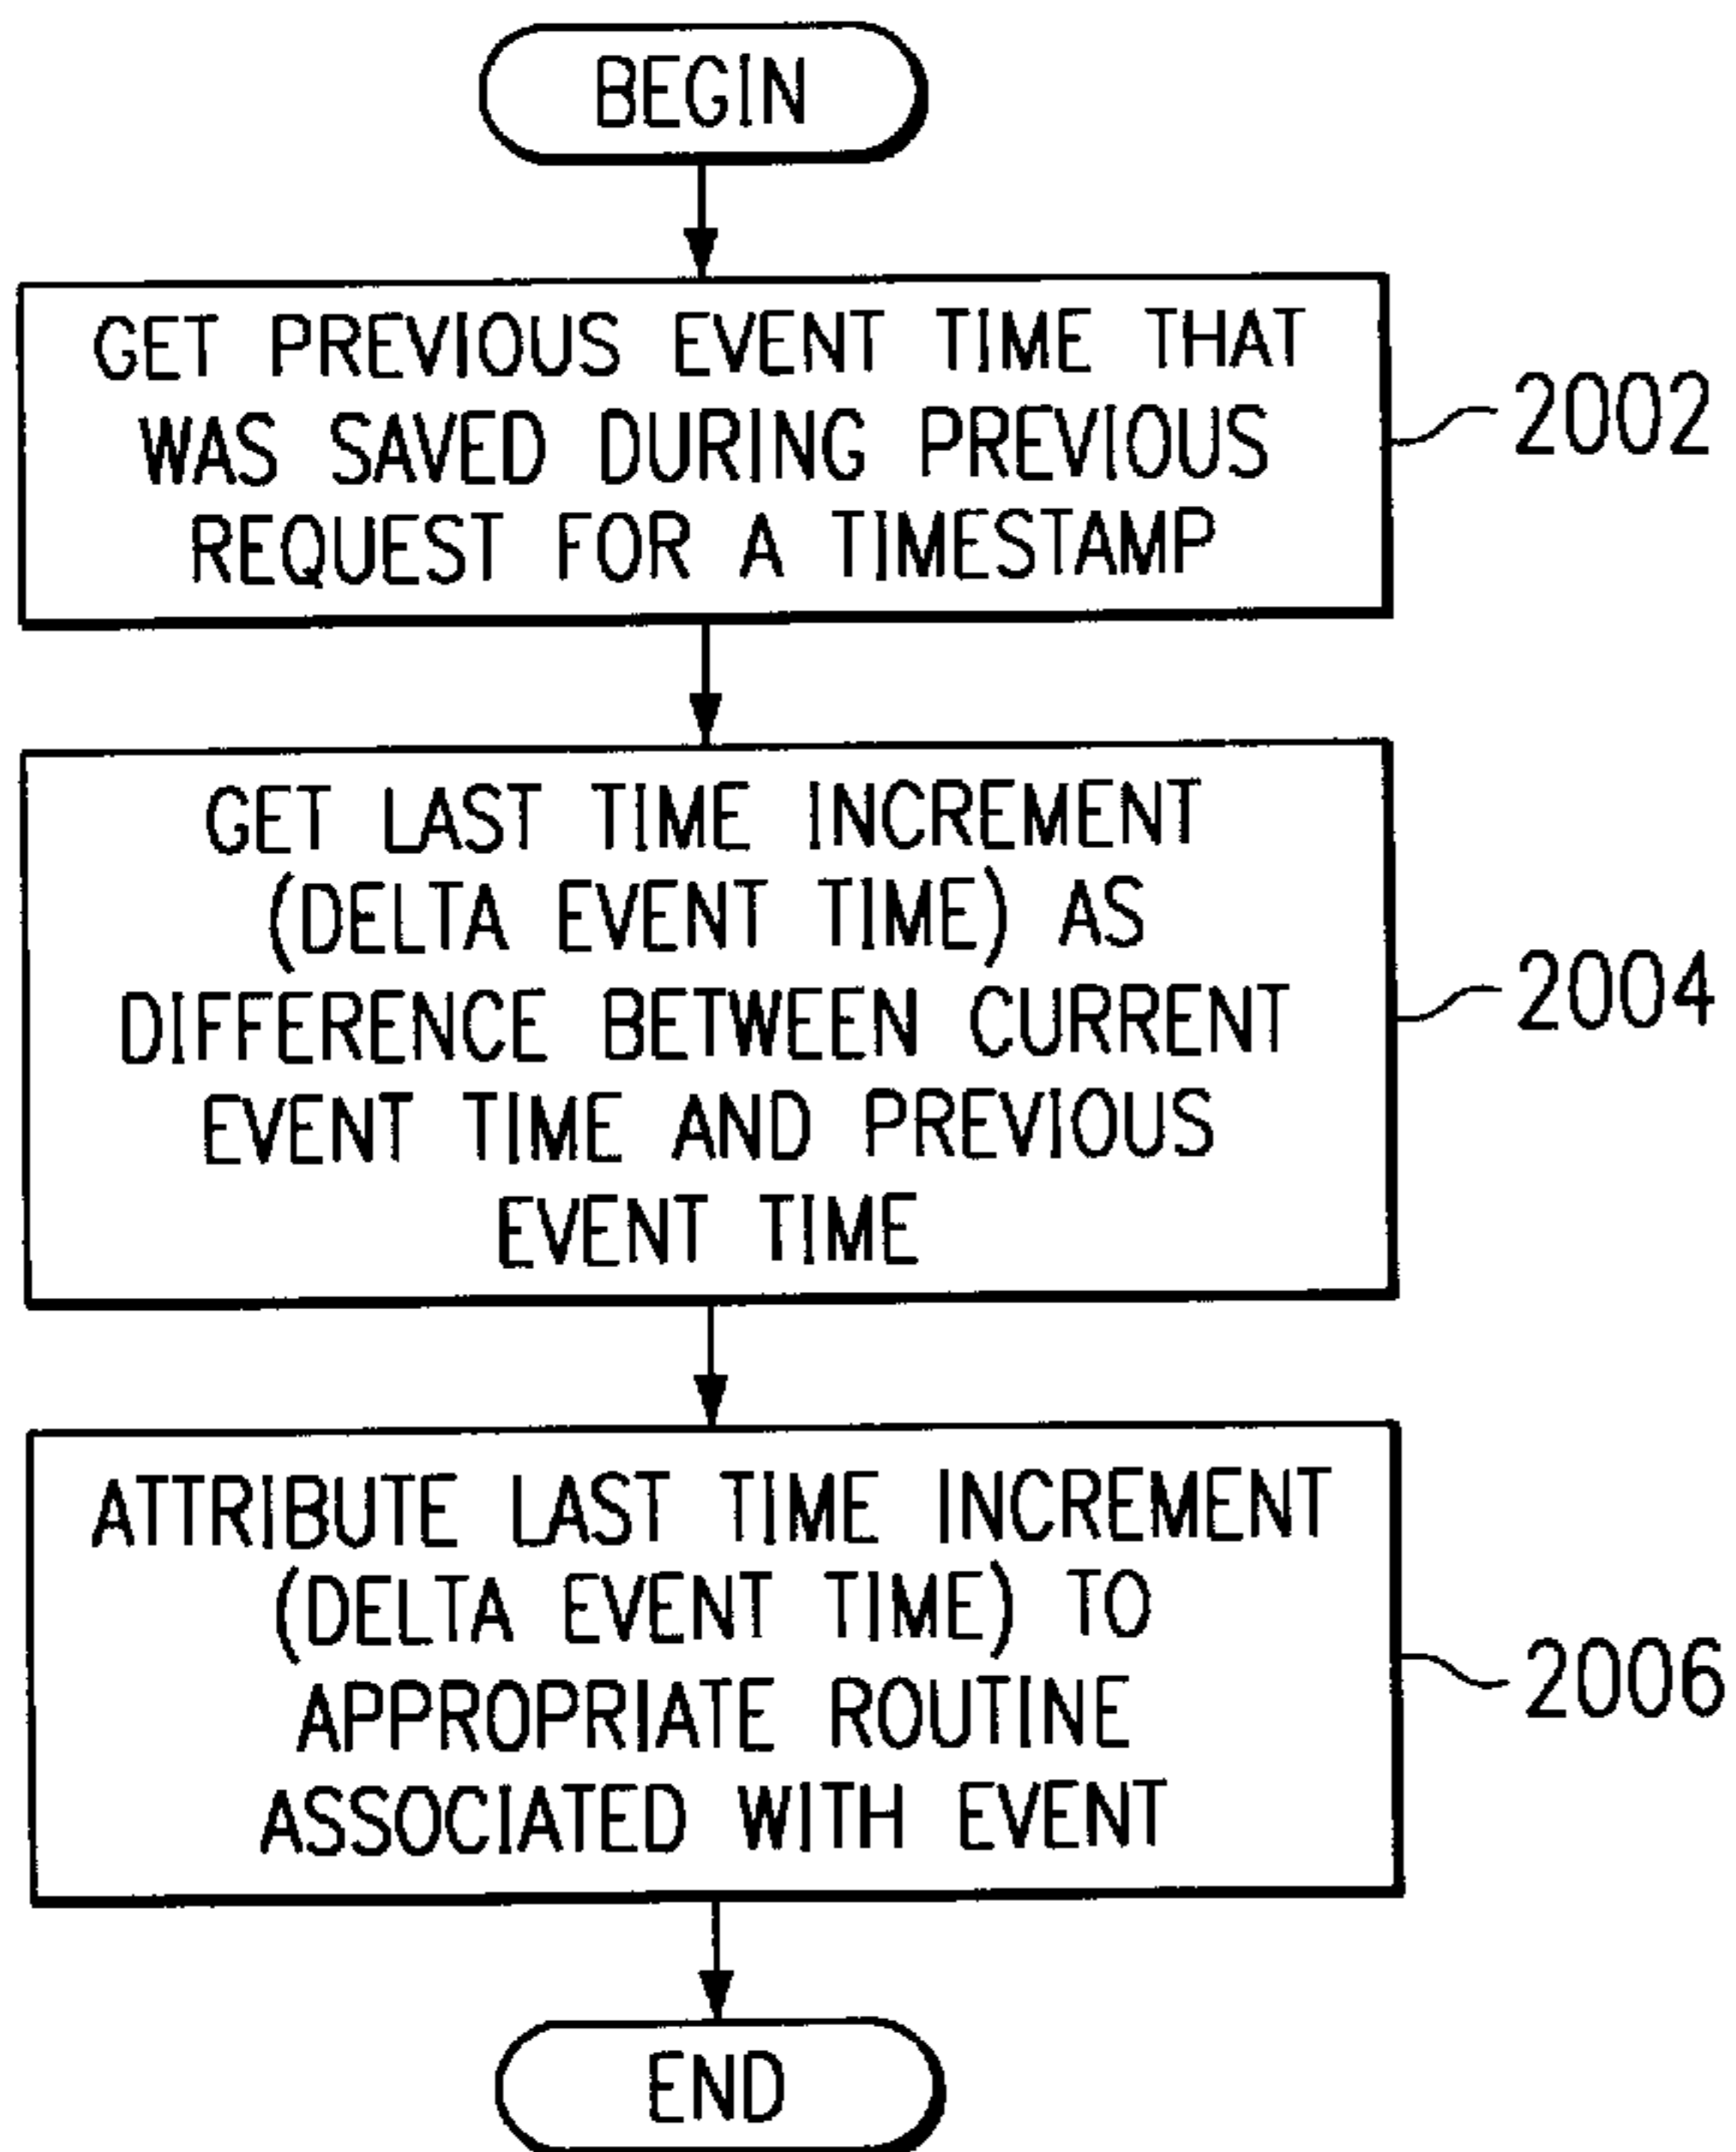 BEGIN
GET PREVIOUS EVENT TIME THAT
WAS SAVED DURING PREVIOUS
REQUEST FOR A TIMESTAMP
2002
GET LAST TIME INCREMENT
(DELTA EVENT TIME) AS
DIFFERENCE BETWEEN CURRENT
EVENT TIME AND PREVIOUS
EVENT TIME
2004
ATTRIBUTE LAST TIME INCREMENT
(DELTA EVENT TIME) TO
APPROPRIATE ROUTINE
ASSOCIATED WITH EVENT
2006
END